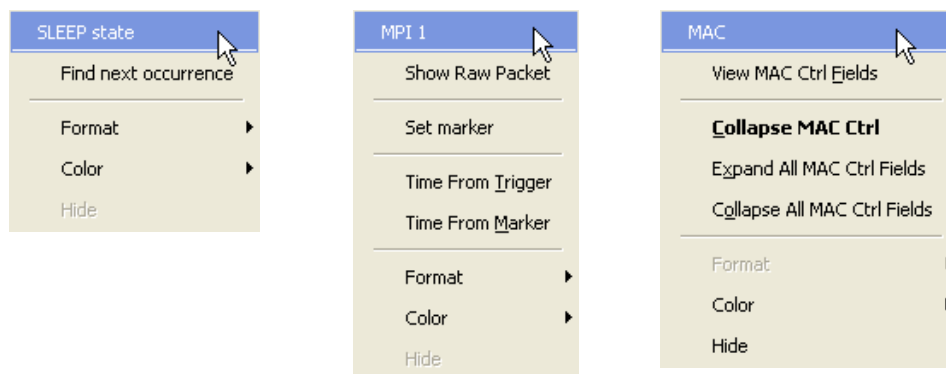 SLEEP state
Find next occurrence
Format
Color
Hide
MPI 1
Show Raw Packet
Set marker
Time From Trigger
Time From Marker
Format
Color
Hide
MAC
View MAC Ctrl Fields
Collapse MAC Ctrl
Expand All MAC Ctrl Fields
Collapse All MAC Ctrl Fields
Format
Color
Hide